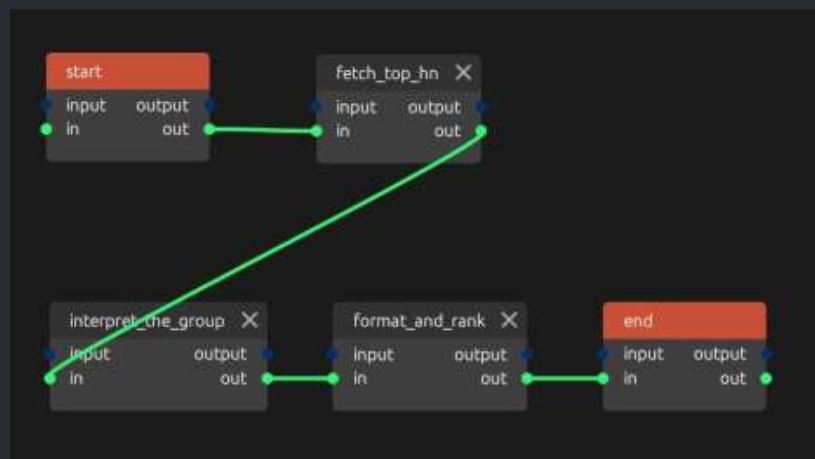 start
input output
in out
fetch_top_hn
input output
in out
interpret_the_group
input output
in out
format_and_rank
input output
in out
end
input output
in out